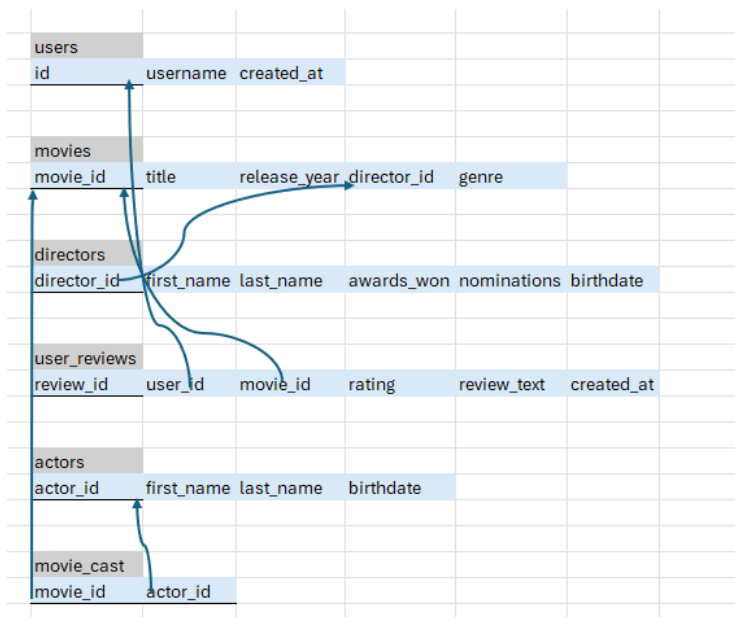 users
id username created_at
movies
movie_id title release_year director_id genre
directors
director_id first_name last_name awards_won nominations birthdate
user_reviews
review_id user_id movie_id rating review_text created_at
actors
actor_id first_name last_name birthdate
movie_cast
movie_id actor_id